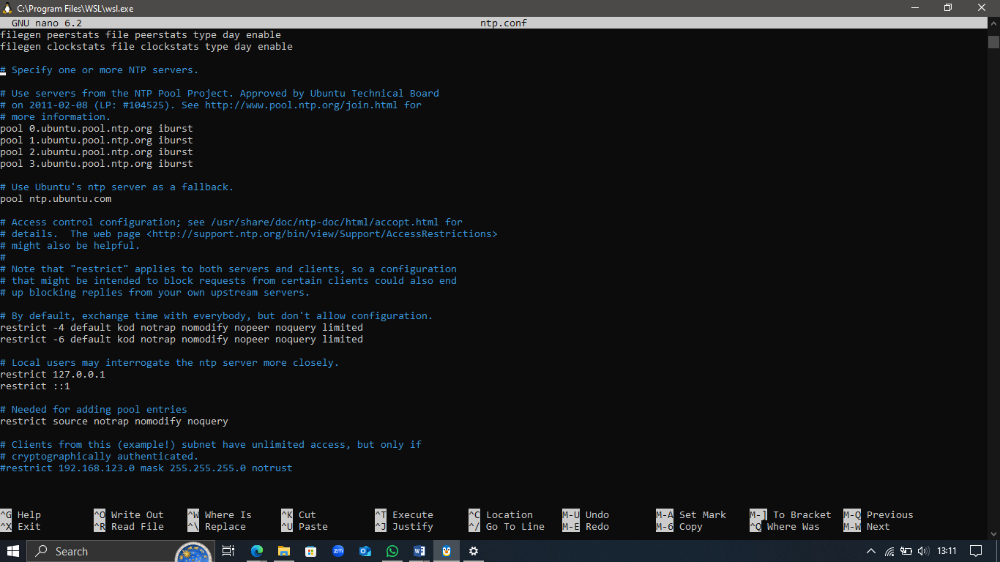 C:\Program Files\WSL\wsl.exe
GNU nano 6.2 ntp.conf
filegen peerstats file peerstats type day enable
filegen clockstats file clockstats type day enable
# Specify one or more NTP servers.
# Use servers from the NTP Pool Project. Approved by Ubuntu Technical Board
# on 2011-02-08 (LP: #104525). See http://www.pool.ntp.org/join.html for
# more information.
pool 0.ubuntu.pool.ntp.org iburst
pool 1.ubuntu.pool.ntp.org iburst
pool 2.ubuntu.pool.ntp.org iburst
pool 3.ubuntu.pool.ntp.org iburst
# Use Ubuntu's ntp server as a fallback.
pool ntp.ubuntu.com
# Access control configuration; see /usr/share/doc/ntp-doc/html/accopt.html for
# details.  The web page <http://support.ntp.org/bin/view/Support/AccessRestrictions>
# might also be helpful.
#
# Note that "restrict" applies to both servers and clients, so a configuration
# that might be intended to block requests from certain clients could also end
# up blocking replies from your own upstream servers.
# By default, exchange time with everybody, but don't allow configuration.
restrict -4 default kod notrap nomodify nopeer noquery limited
restrict -6 default kod notrap nomodify nopeer noquery limited
# Local users may interrogate the ntp server more closely.
restrict 127.0.0.1
restrict ::1
# Needed for adding pool entries
restrict source notrap nomodify noquery
# Clients from this (example!) subnet have unlimited access, but only if
# cryptographically authenticated.
#restrict 192.168.123.0 mask 255.255.255.0 notrust
^G Help ^O Write Out ^W Where Is ^K Cut ^T Execute ^C Location M-U Undo M-A Set Mark M-] To Bracket M-Q Previous
^X Exit ^R Read File ^\ Replace ^U Paste ^J Justify ^/ Go To Line M-E Redo M-6 Copy ^Q Where Was M-W Next
Search zm 13:11